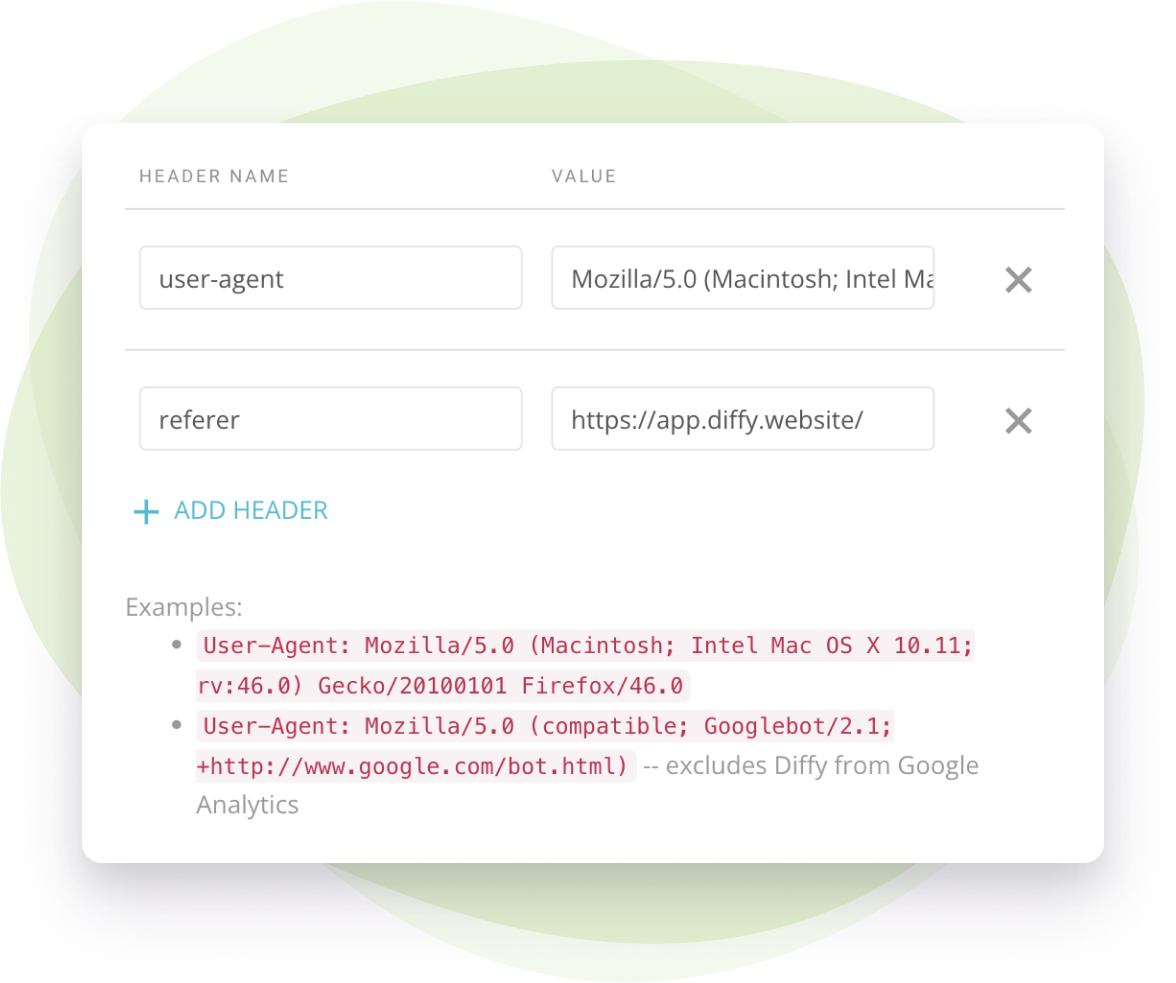 HEADER NAME VALUE
user-agent Mozilla/5.0 (Macintosh; Intel Ma
referer https://app.diffy.website/
+ ADD HEADER
Examples:
• User-Agent: Mozilla/5.0 (Macintosh; Intel Mac OS X 10.11;
rv:46.0) Gecko/20100101 Firefox/46.0
• User-Agent: Mozilla/5.0 (compatible; Googlebot/2.1;
+http://www.google.com/bot.html) -- excludes Diffy from Google
Analytics